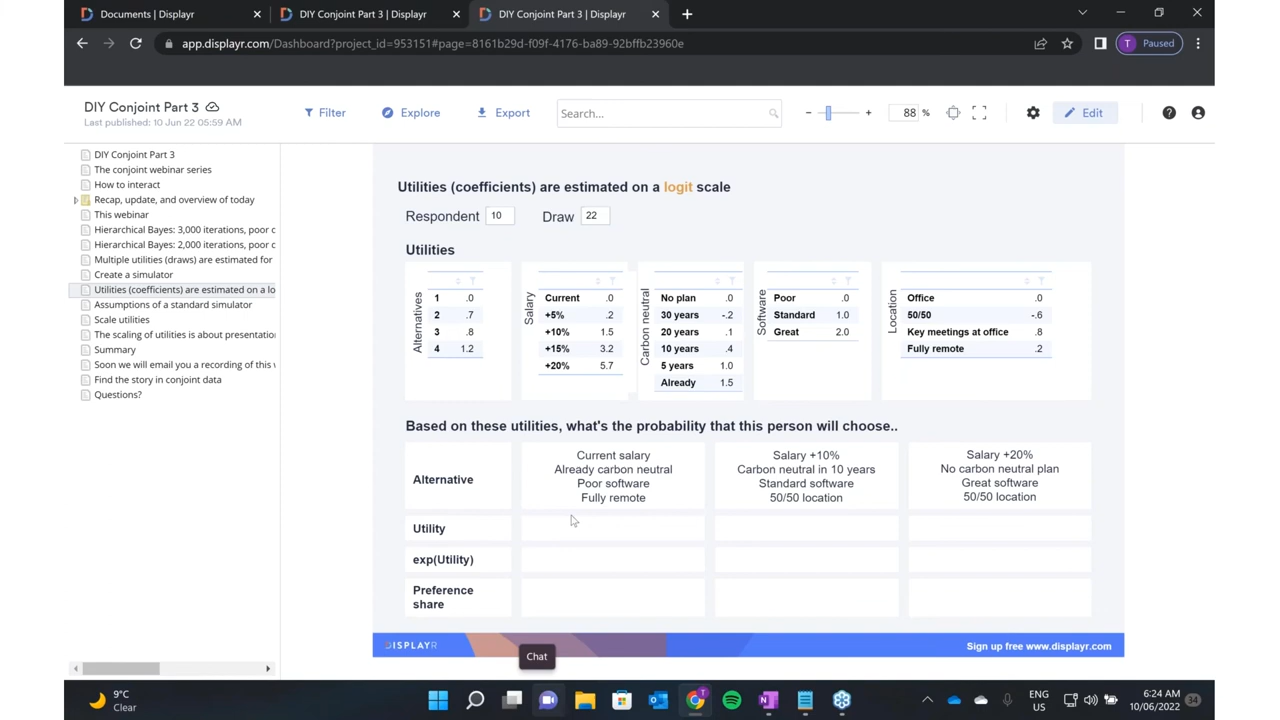 Documents | Displayr
DIY Conjoint Part 3 | Displayr
DIY Conjoint Part 3 | Displayr
app.displayr.com/Dashboard?project_id=953151#page=8161b29d-f09f-4176-ba89-92bffb23960e
T Paused
DIY Conjoint Part 3
Last published: 10 Jun 22 05:59 AM
Filter
Explore
Export
Search...
88 %
Edit
DIY Conjoint Part 3
The conjoint webinar series
How to interact
Recap, update, and overview of today
This webinar
Hierarchical Bayes: 3,000 iterations, poor c
Hierarchical Bayes: 2,000 iterations, poor c
Multiple utilities (draws) are estimated for
Create a simulator
Utilities (coefficients) are estimated on a lo
Assumptions of a standard simulator
Scale utilities
The scaling of utilities is about presentation
Summary
Soon we will email you a recording of this w
Find the story in conjoint data
Questions?
Utilities (coefficients) are estimated on a logit scale
Respondent 10 Draw 22
Utilities
Alternatives
1 .0
2 .7
3 .8
4 1.2
Salary
Current .0
+5% .2
+10% 1.5
+15% 3.2
+20% 5.7
Carbon neutral
No plan .0
30 years -.2
20 years .1
10 years .4
5 years 1.0
Already 1.5
Software
Poor .0
Standard 1.0
Great 2.0
Location
Office .0
50/50 -.6
Key meetings at office .8
Fully remote .2
Based on these utilities, what's the probability that this person will choose..
Alternative
Current salary
Already carbon neutral
Poor software
Fully remote
Salary +10%
Carbon neutral in 10 years
Standard software
50/50 location
Salary +20%
No carbon neutral plan
Great software
50/50 location
Utility
exp(Utility)
Preference
share
DISPLAYR
Sign up free www.displayr.com
Chat
9°C
Clear
ENG
US
6:24 AM
10/06/2022
34